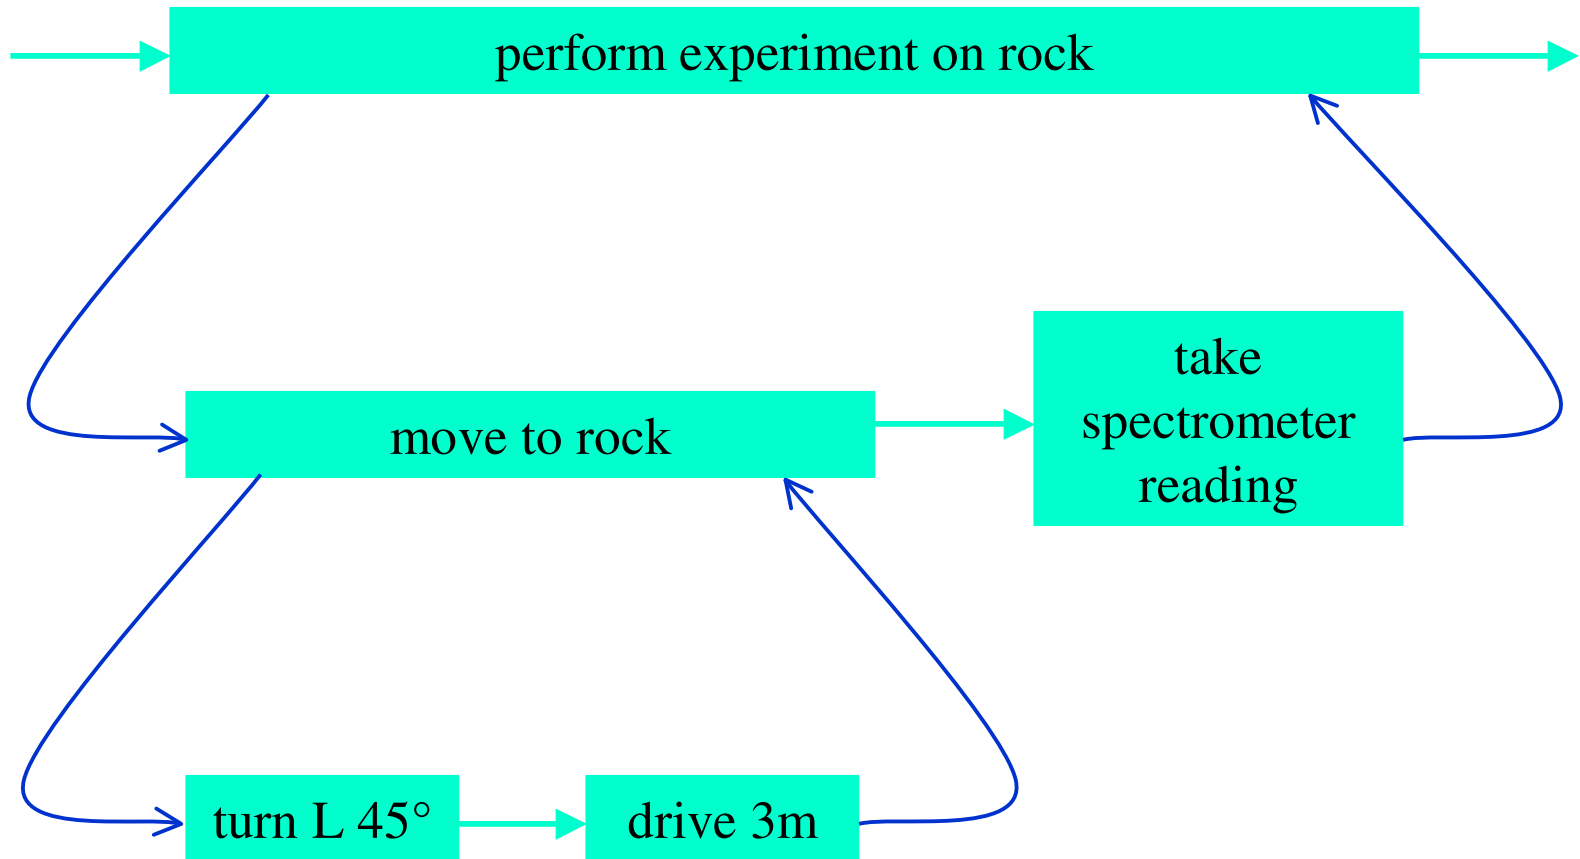 perform experiment on rock
take
spectrometer
reading
move to rock
turn L 45°
drive 3m